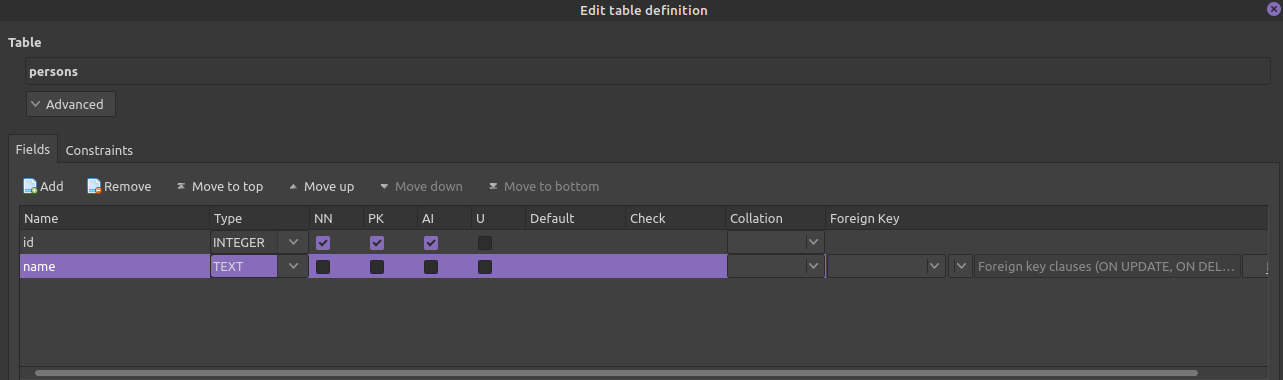 Edit table definition
Table
persons
Advanced
Fields Constraints
Add Remove Move to top Move up Move down Move to bottom
Name Type NN PK AI U Default Check Collation Foreign Key
id INTEGER
name TEXT Foreign key clauses (ON UPDATE, ON DEL...